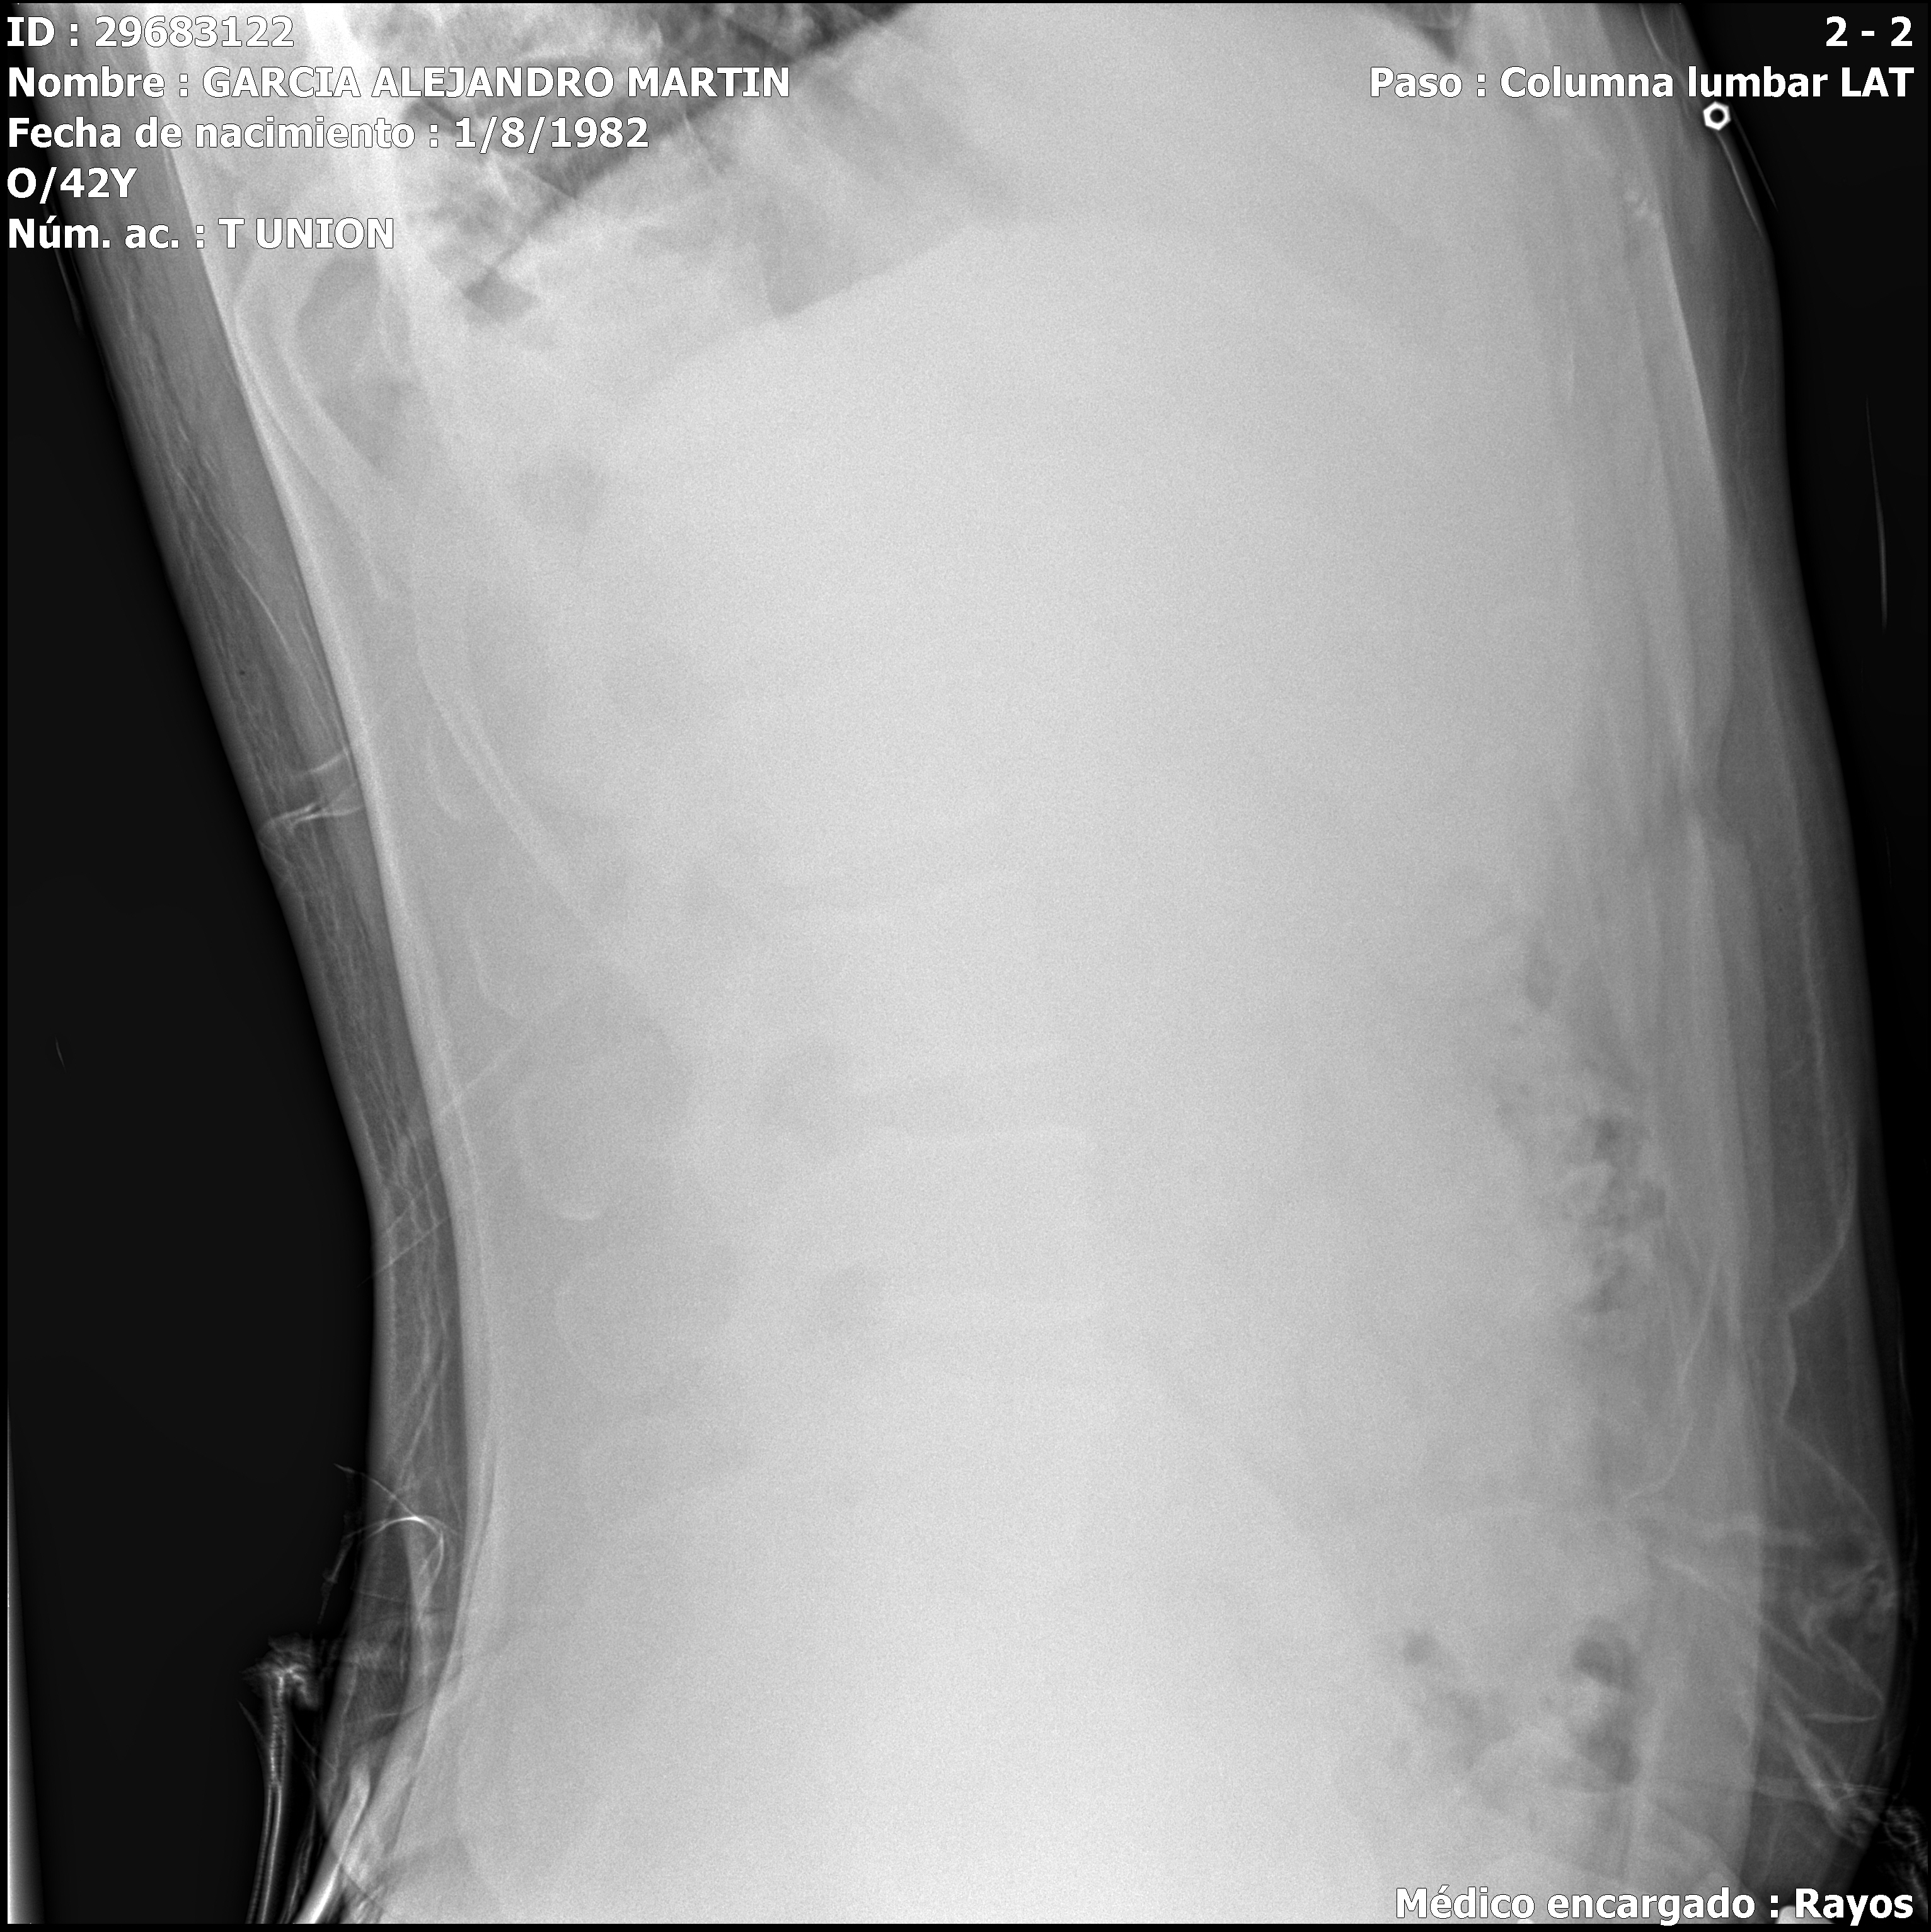 ID : 29683122
2 - 2
Nombre : GARCIA ALEJANDRO MARTIN
Paso : Columna lumbar LAT
Fecha de nacimiento : 1/8/1982
O/42Y
Núm. ac. : T UNION
Médico encargado : Rayos